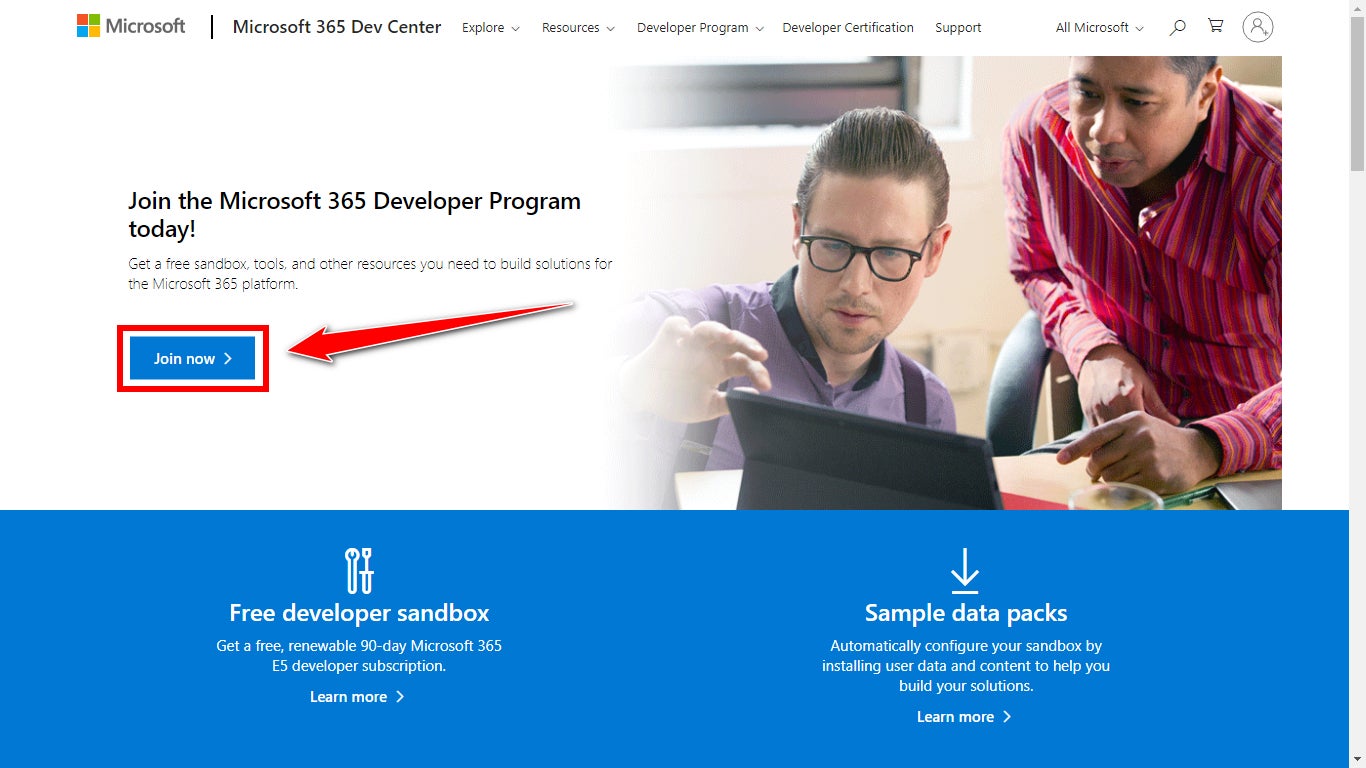 Microsoft
Microsoft 365 Dev Center
Explore
Resources
Developer Program
Developer Certification
Support
All Microsoft
Join the Microsoft 365 Developer Program
today!
Get a free sandbox, tools, and other resources you need to build solutions for
the Microsoft 365 platform.
Join now
Free developer sandbox
Get a free, renewable 90-day Microsoft 365
E5 developer subscription.
Learn more
Sample data packs
Automatically configure your sandbox by
installing user data and content to help you
build your solutions.
Learn more